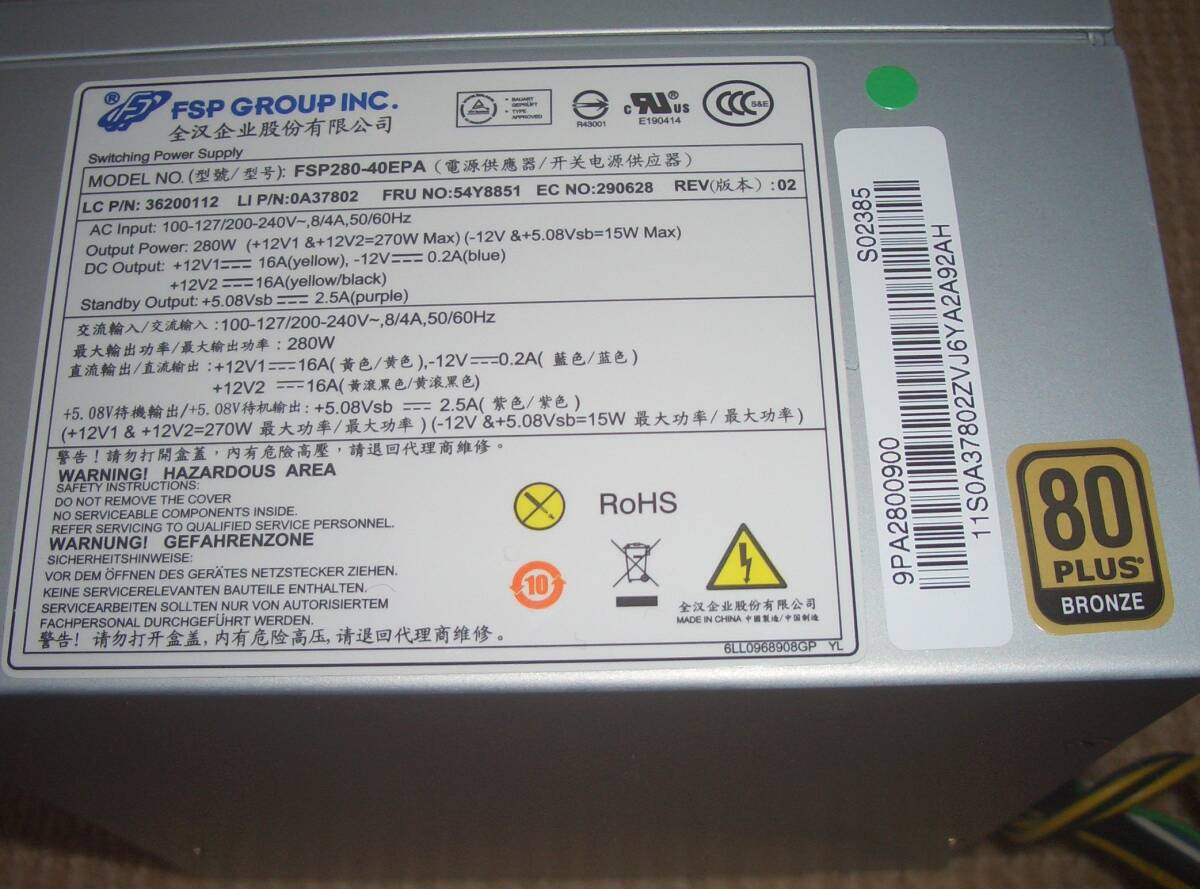 ® FSP FSP GROUP INC.
全汉企业股份有限公司
BAUART GEPRÜFT
TYPE APPROVED
R43001
c RU ® US
E190414
CCC S&E
Switching Power Supply
MODEL NO. (型號/型号): FSP280-40EPA (電源供應器/开关电源供应器)
LC P/N: 36200112 LI P/N:0A37802 FRU NO:54Y8851 EC NO:290628 REV(版本) :02
AC Input: 100-127/200-240V~,8/4A,50/60Hz
Output Power: 280W (+12V1 &+12V2=270W Max) (-12V &+5.08Vsb=15W Max)
DC Output: +12V1⎓16A(yellow), -12V⎓0.2A(blue)
+12V2 ⎓16A(yellow/black)
Standby Output: +5.08Vsb ⎓ 2.5A(purple)
交流輸入/交流输入 :100-127/200-240V~,8/4A,50/60Hz
最大輸出功率/最大输出功率 : 280W
直流輸出/直流输出 :+12V1⎓16A( 黃色/黄色 ),-12V⎓0.2A( 藍色/蓝色 )
+12V2 ⎓16A(黃滾黑色/黄滚黑色)
+5.08V待機輸出/+5.08V待机输出: +5.08Vsb ⎓ 2.5A( 紫色/紫色 )
(+12V1 & +12V2=270W 最大功率/最大功率 ) (-12V &+5.08Vsb=15W 最大功率/ 最大功率 )
警告！請勿打開盒蓋，內有危險高壓，請退回代理商維修。
WARNING! HAZARDOUS AREA
SAFETY INSTRUCTIONS:
DO NOT REMOVE THE COVER
NO SERVICEABLE COMPONENTS INSIDE.
REFER SERVICING TO QUALIFIED SERVICE PERSONNEL.
WARNUNG! GEFAHRENZONE
SICHERHEITSHINWEISE:
VOR DEM ÖFFNEN DES GERÄTES NETZSTECKER ZIEHEN.
KEINE SERVICERELEVANTEN BAUTEILE ENTHALTEN.
SERVICEARBEITEN SOLLTEN NUR VON AUTORISIERTEM
FACHPERSONAL DURCHGEFÜHRT WERDEN.
警告! 请勿打开盒盖, 内有危险高压, 请退回代理商维修。
RoHS
10
全汉企业股份有限公司
MADE IN CHINA 中國製造/中国制造
6LL0968908GP YL
S02385
9PA2800900
11S0A37802ZVJ6YA2A92AH
80
PLUS
BRONZE